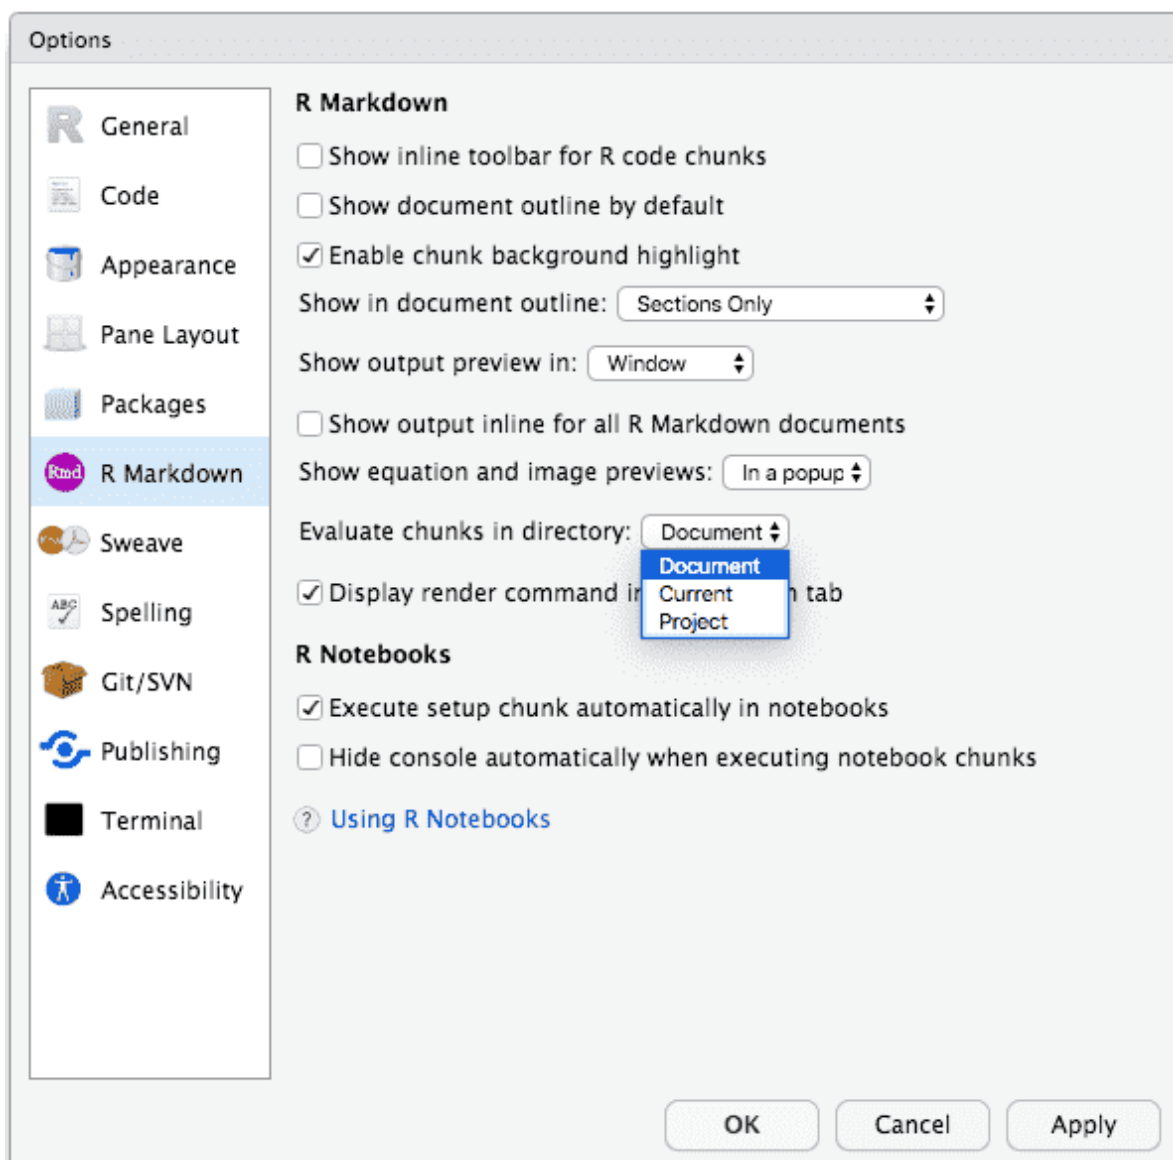 Options
General
Code
Appearance
Pane Layout
Packages
Rmd R Markdown
Sweave
ABC Spelling
Git/SVN
Publishing
Terminal
Accessibility
R Markdown
Show inline toolbar for R code chunks
Show document outline by default
Enable chunk background highlight
Show in document outline: Sections Only
Show output preview in: Window
Show output inline for all R Markdown documents
Show equation and image previews: In a popup
Evaluate chunks in directory: Document
Document
Current
Project
Display render command tab
R Notebooks
Execute setup chunk automatically in notebooks
Hide console automatically when executing notebook chunks
? Using R Notebooks
OK
Cancel
Apply